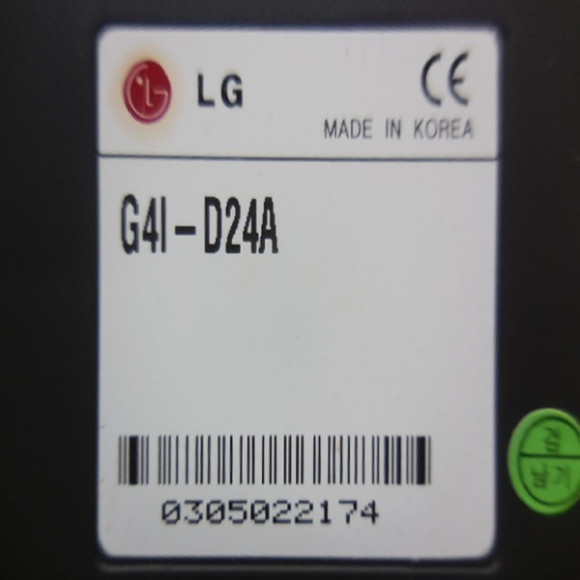 LG
CE
MADE IN KOREA
G4I-D24A
0305022174